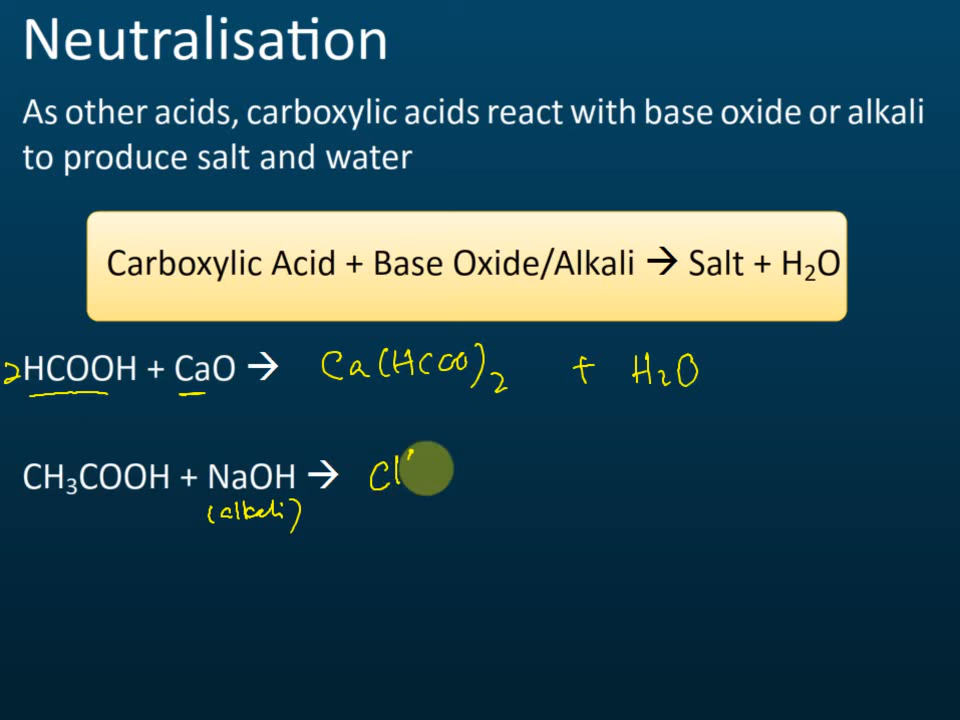 Neutralisation
As other acids, carboxylic acids react with base oxide or alkali
to produce salt and water
Carboxylic Acid + Base Oxide/Alkali → Salt + H₂O
2HCOOH + CaO → Ca(HCOO)₂ + H₂O
CH₃COOH + NaOH → C
(alkali)